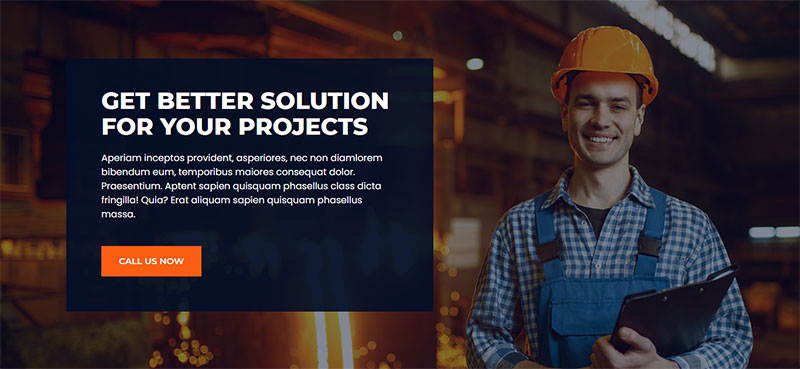 GET BETTER SOLUTION
FOR YOUR PROJECTS
Aperiam inceptos provident, asperiores, nec non diamlorem
bibendum eum, temporibus maiores consequat dolor.
Praesentium. Aptent sapien quisquam phasellus class dicta
fringilla! Quia? Erat aliquam sapien quisquam phasellus
massa.
CALL US NOW